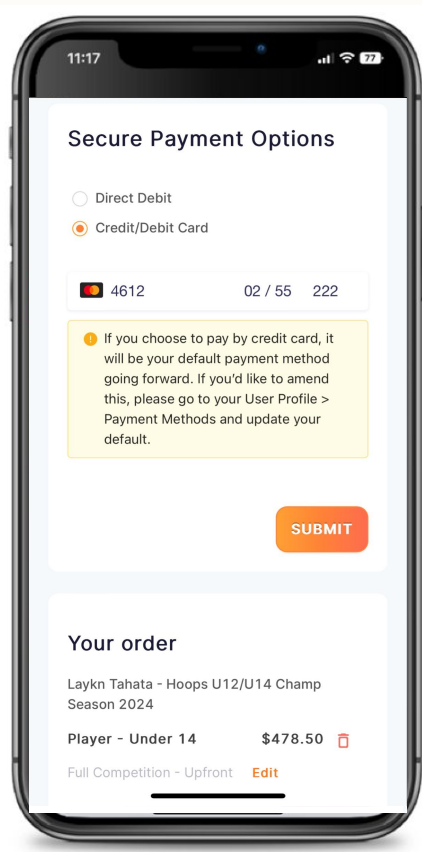 11:17
77
Secure Payment Options
Direct Debit
Credit/Debit Card
4612 02 / 55 222
If you choose to pay by credit card, it
will be your default payment method
going forward. If you'd like to amend
this, please go to your User Profile >
Payment Methods and update your
default.
SUBMIT
Your order
Laykn Tahata - Hoops U12/U14 Champ
Season 2024
Player - Under 14 $478.50
Full Competition - Upfront Edit